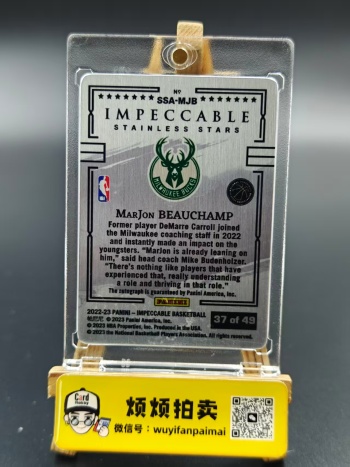 Nº
SSA-MJB
IMPECCABLE
STAINLESS STARS
MILWAUKEE BUCKS
NBA
MARJON BEAUCHAMP
Former player DeMarre Carroll joined
the Milwaukee coaching staff in 2022
and instantly made an impact on the
youngsters. “MarJon is already leaning on
him,” said head coach Mike Budenholzer.
“There’s nothing like players that have
experienced that, really understanding
a role and thriving in that role.”
The autograph is guaranteed by Panini America, Inc.
PANINI
2022-23 PANINI – IMPECCABLE BASKETBALL
© 2023 Panini America, Inc.
© 2023 NBA Properties, Inc. Produced in the USA.
© 2023 the National Basketball Players Association. All rights reserved.
37 of 49
Card
烦烦拍卖
微信号：wuyifanpaimai